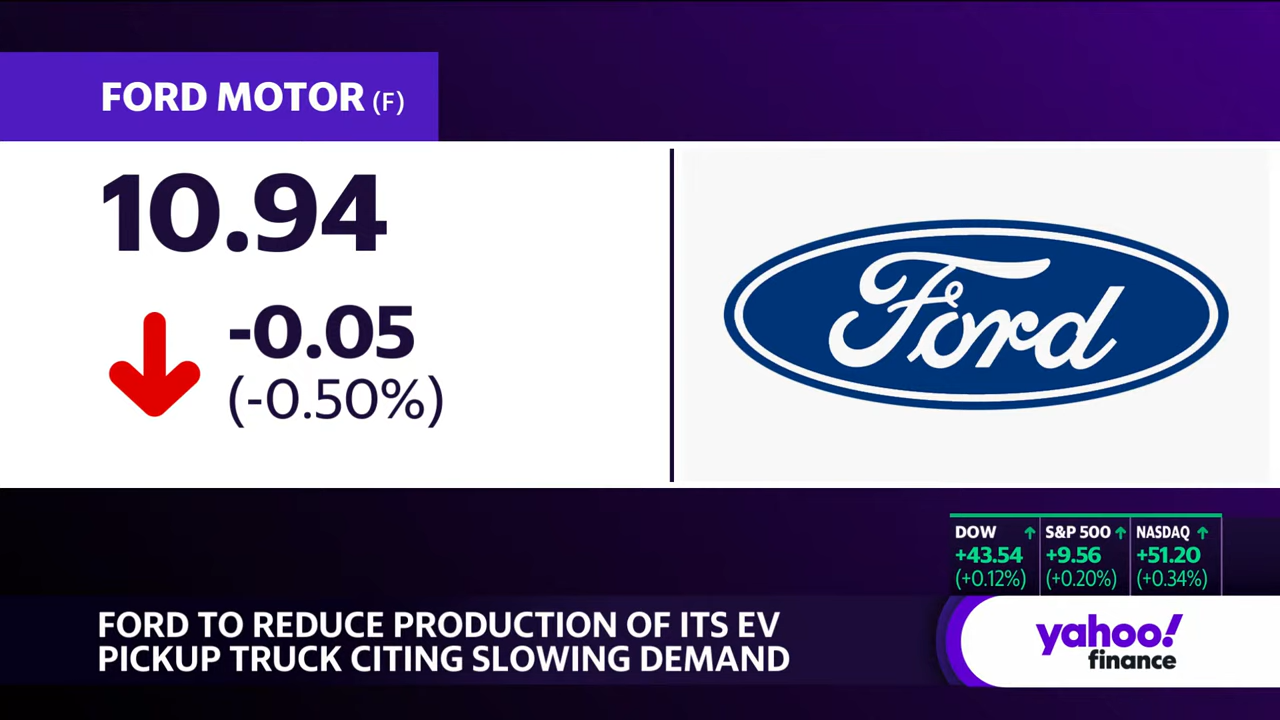 FORD MOTOR (F)
10.94
-0.05
(-0.50%)
Ford
DOW
+43.54
(+0.12%)
S&P 500
+9.56
(+0.20%)
NASDAQ
+51.20
(+0.34%)
FORD TO REDUCE PRODUCTION OF ITS EV
PICKUP TRUCK CITING SLOWING DEMAND
yahoo!
finance